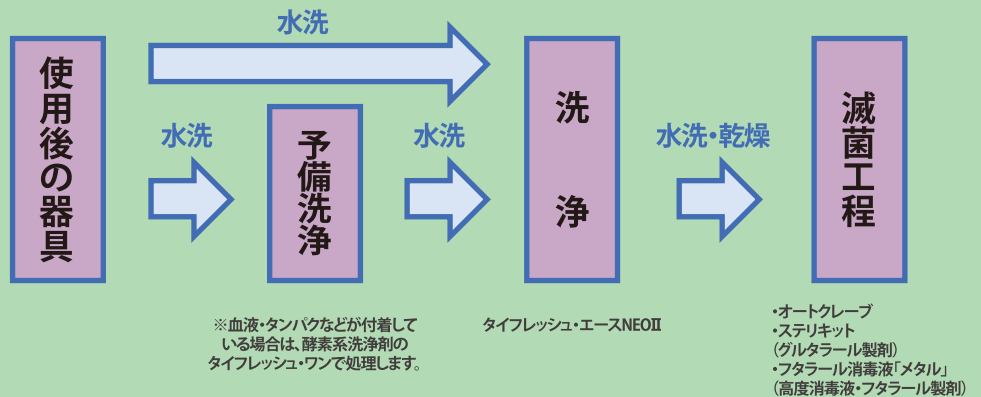 水洗
使用後の器具
水洗
予備洗浄
水洗
洗浄
水洗・乾燥
滅菌工程
※血液・タンパクなどが付着して
いる場合は、酵素系洗浄剤の
タイフレッシュ・ワンで処理します。
タイフレッシュ・エースNEOⅡ
・オートクレーブ
・ステリキット
(グルタラール製剤)
・フタラール消毒液「メタル」
(高度消毒液・フタラール製剤)